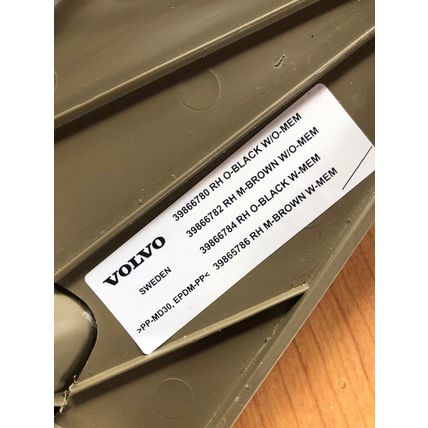 39866780 RH O-BLACK W/O-MEM
39866782 RH M-BROWN W/O-MEM
39866784 RH O-BLACK W-MEM
39865786 RH M-BROWN W-MEM
VOLVO
SWEDEN
>PP-MD30, EPDM-PP<